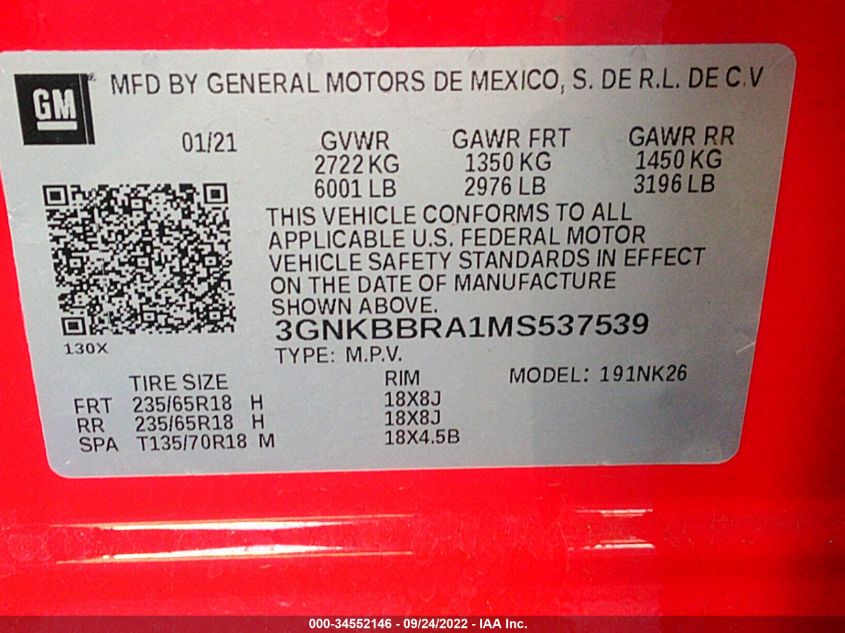 GM
MFD BY GENERAL MOTORS DE MEXICO, S. DE R.L. DE C.V
01/21 GVWR GAWR FRT GAWR RR
2722 KG 1350 KG 1450 KG
6001 LB 2976 LB 3196 LB
THIS VEHICLE CONFORMS TO ALL
APPLICABLE U.S. FEDERAL MOTOR
VEHICLE SAFETY STANDARDS IN EFFECT
ON THE DATE OF MANUFACTURE
SHOWN ABOVE.
3GNKBBRA1MS537539
130X
TYPE: M.P.V.
TIRE SIZE RIM MODEL: 191NK26
FRT 235/65R18 H 18X8J
RR 235/65R18 H 18X8J
SPA T135/70R18 M 18X4.5B
000-34552146 - 09/24/2022 - IAA Inc.